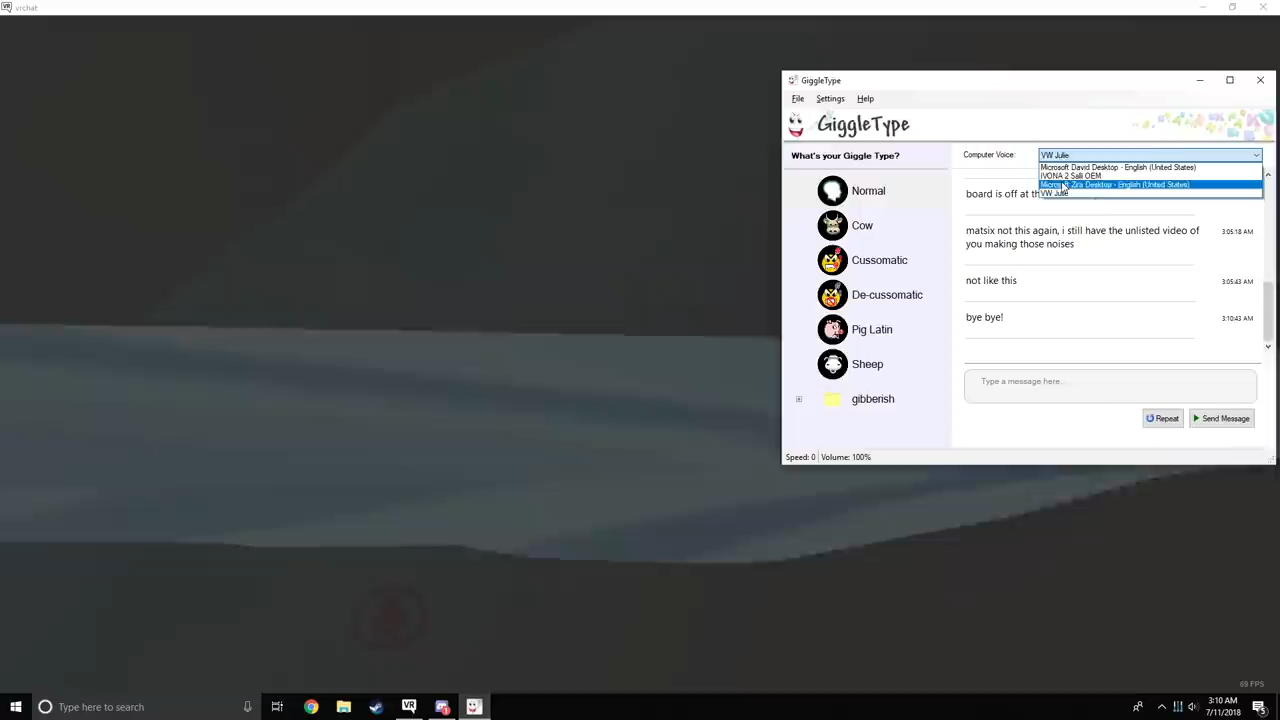 vrchat
GiggleType
File Settings Help
GiggleType
What's your Giggle Type?
Computer Voice:
VW Julie
Microsoft David Desktop - English (United States)
IVONA 2 Salli OEM
Zira Desktop - English (United States)
VW Julie
Normal
Cow
Cussomatic
De-cussomatic
Pig Latin
Sheep
gibberish
board is off at
matsix not this again, i still have the unlisted video of
you making those noises
3:05:18 AM
not like this
3:05:43 AM
bye bye!
3:10:43 AM
Type a message here...
Repeat
Send Message
Speed: 0 Volume: 100%
69 FPS
Type here to search
VR
3:10 AM
7/11/2018